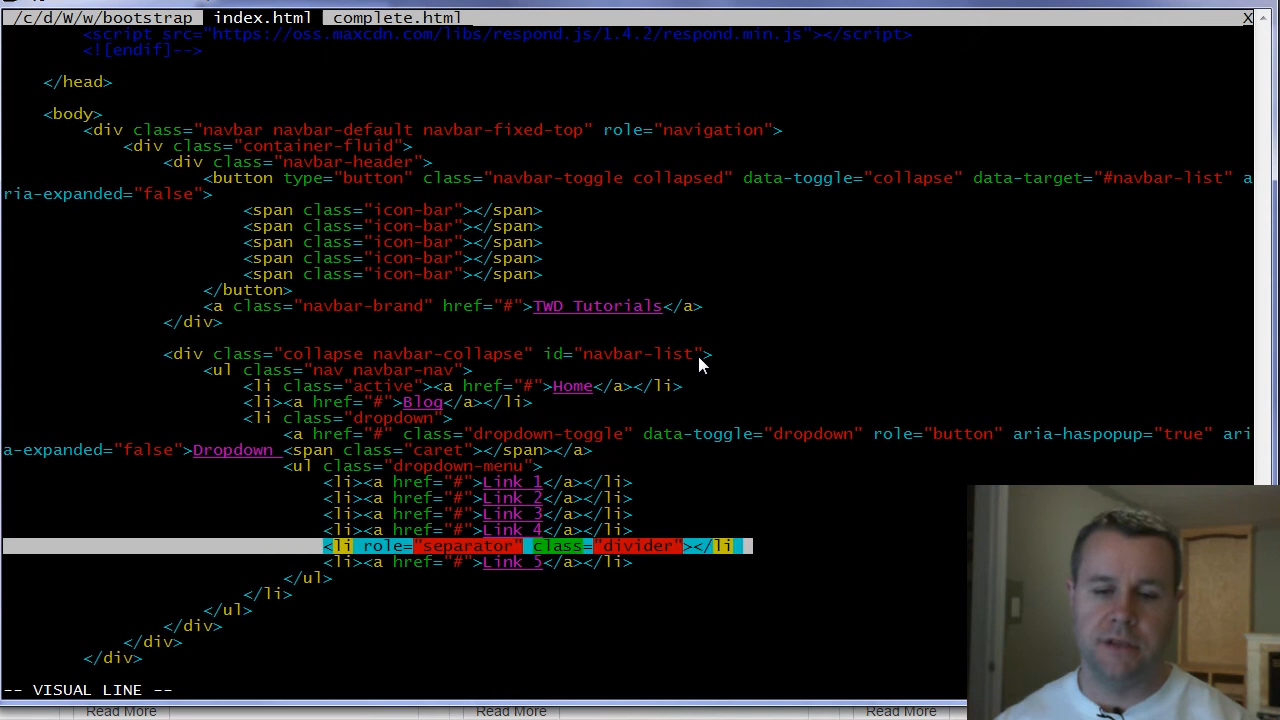 /c/d/W/w/bootstrap index.html complete.html X
<script src="https://oss.maxcdn.com/libs/respond.js/1.4.2/respond.min.js"></script>
<![endif]-->
</head>
<body>
<div class="navbar navbar-default navbar-fixed-top" role="navigation">
<div class="container-fluid">
<div class="navbar-header">
<button type="button" class="navbar-toggle collapsed" data-toggle="collapse" data-target="#navbar-list" a
ria-expanded="false">
<span class="icon-bar"></span>
<span class="icon-bar"></span>
<span class="icon-bar"></span>
<span class="icon-bar"></span>
<span class="icon-bar"></span>
</button>
<a class="navbar-brand" href="#">TWD Tutorials</a>
</div>
<div class="collapse navbar-collapse" id="navbar-list">
<ul class="nav navbar-nav">
<li class="active"><a href="#">Home</a></li>
<li><a href="#">Blog</a></li>
<li class="dropdown">
<a href="#" class="dropdown-toggle" data-toggle="dropdown" role="button" aria-haspopup="true" ari
a-expanded="false">Dropdown <span class="caret"></span></a>
<ul class="dropdown-menu">
<li><a href="#">Link 1</a></li>
<li><a href="#">Link 2</a></li>
<li><a href="#">Link 3</a></li>
<li><a href="#">Link 4</a></li>
<li role="separator" class="divider"></li
<li><a href="#">Link 5</a></li>
</ul>
</li>
</ul>
</div>
</div>
</div>
-- VISUAL LINE --
Read More Read More Read More